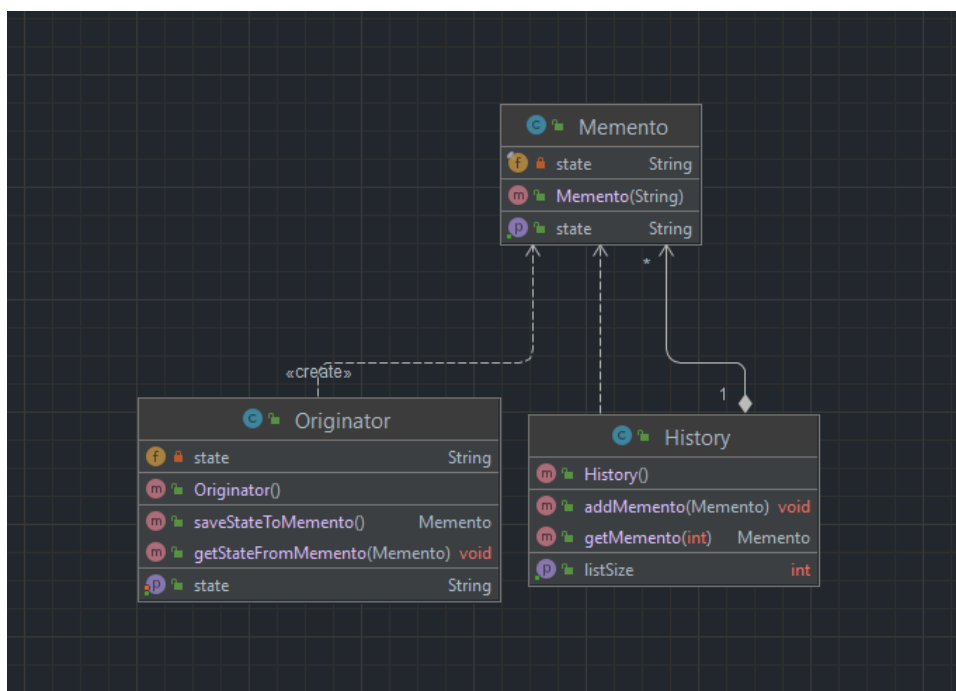 Memento
f state String
m Memento(String)
p state String
*
«create»
1
C Originator
f state String
m Originator()
m saveStateToMemento() Memento
m getStateFromMemento(Memento) void
p state String
C History
m History()
m addMemento(Memento) void
m getMemento(int) Memento
p listSize int